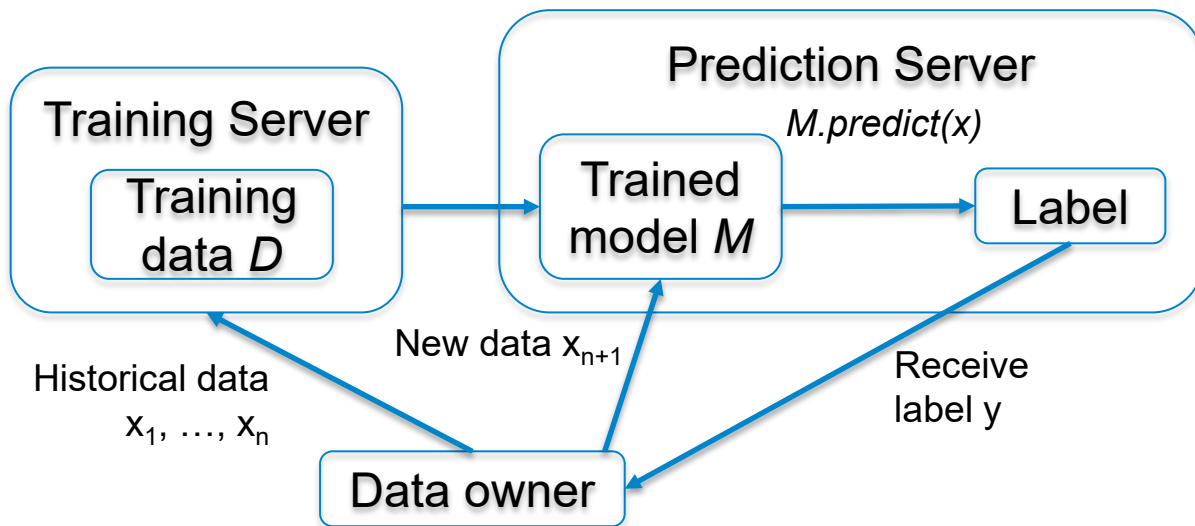 Training Server
Training
data D
Prediction Server
M.predict(x)
Trained
model M
Label
Historical data
x₁, …, xₙ
New data xₙ₊₁
Receive
label y
Data owner